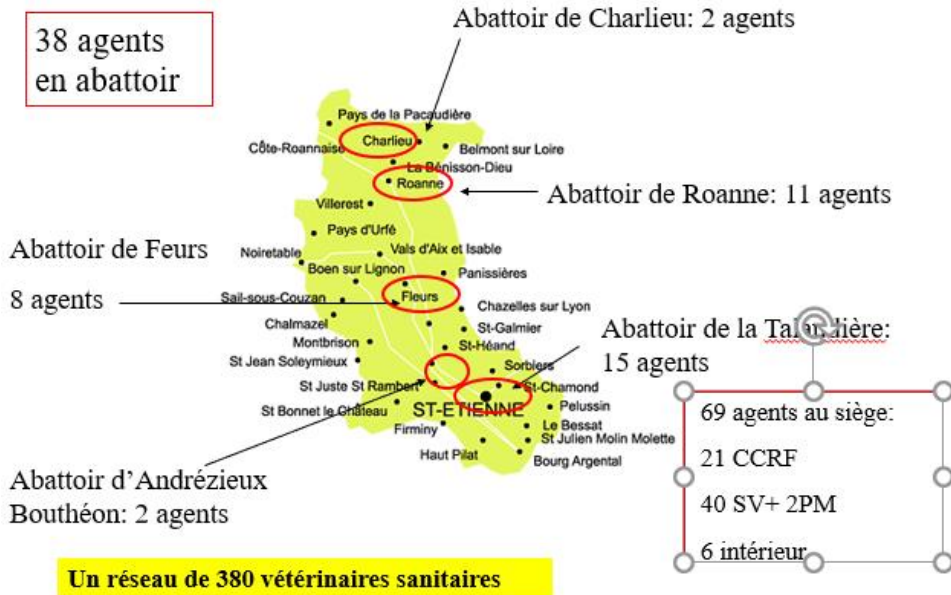 38 agents
en abattoir
Abattoir de Charlieu: 2 agents
Pays de la Pacaudière
Charlieu
Côte-Roannaise
Belmont sur Loire
La Bénisson-Dieu
Roanne
Abattoir de Roanne: 11 agents
Villerest
Pays d'Urfé
Abattoir de Feurs
8 agents
Noiretable
Vals d'Aix et Isable
Boen sur Lignon
Panissières
Sail-sous-Couzan
Fleurs
Chazelles sur Lyon
Chalmazel
St-Galmier
Montbrison
St-Héand
Abattoir de la Talaudière:
15 agents
St Jean Soleymieux
Sorbiers
St Juste St Rambert
St-Chamond
St Bonnet le Château
ST-ETIENNE
Pelussin
Firminy
Le Bessat
St Julien Molin Molette
Haut Pilat
Bourg Argental
69 agents au siège:
21 CCRF
40 SV+ 2PM
6 intérieur
Abattoir d’Andrézieux
Bouthéon: 2 agents
Un réseau de 380 vétérinaires sanitaires